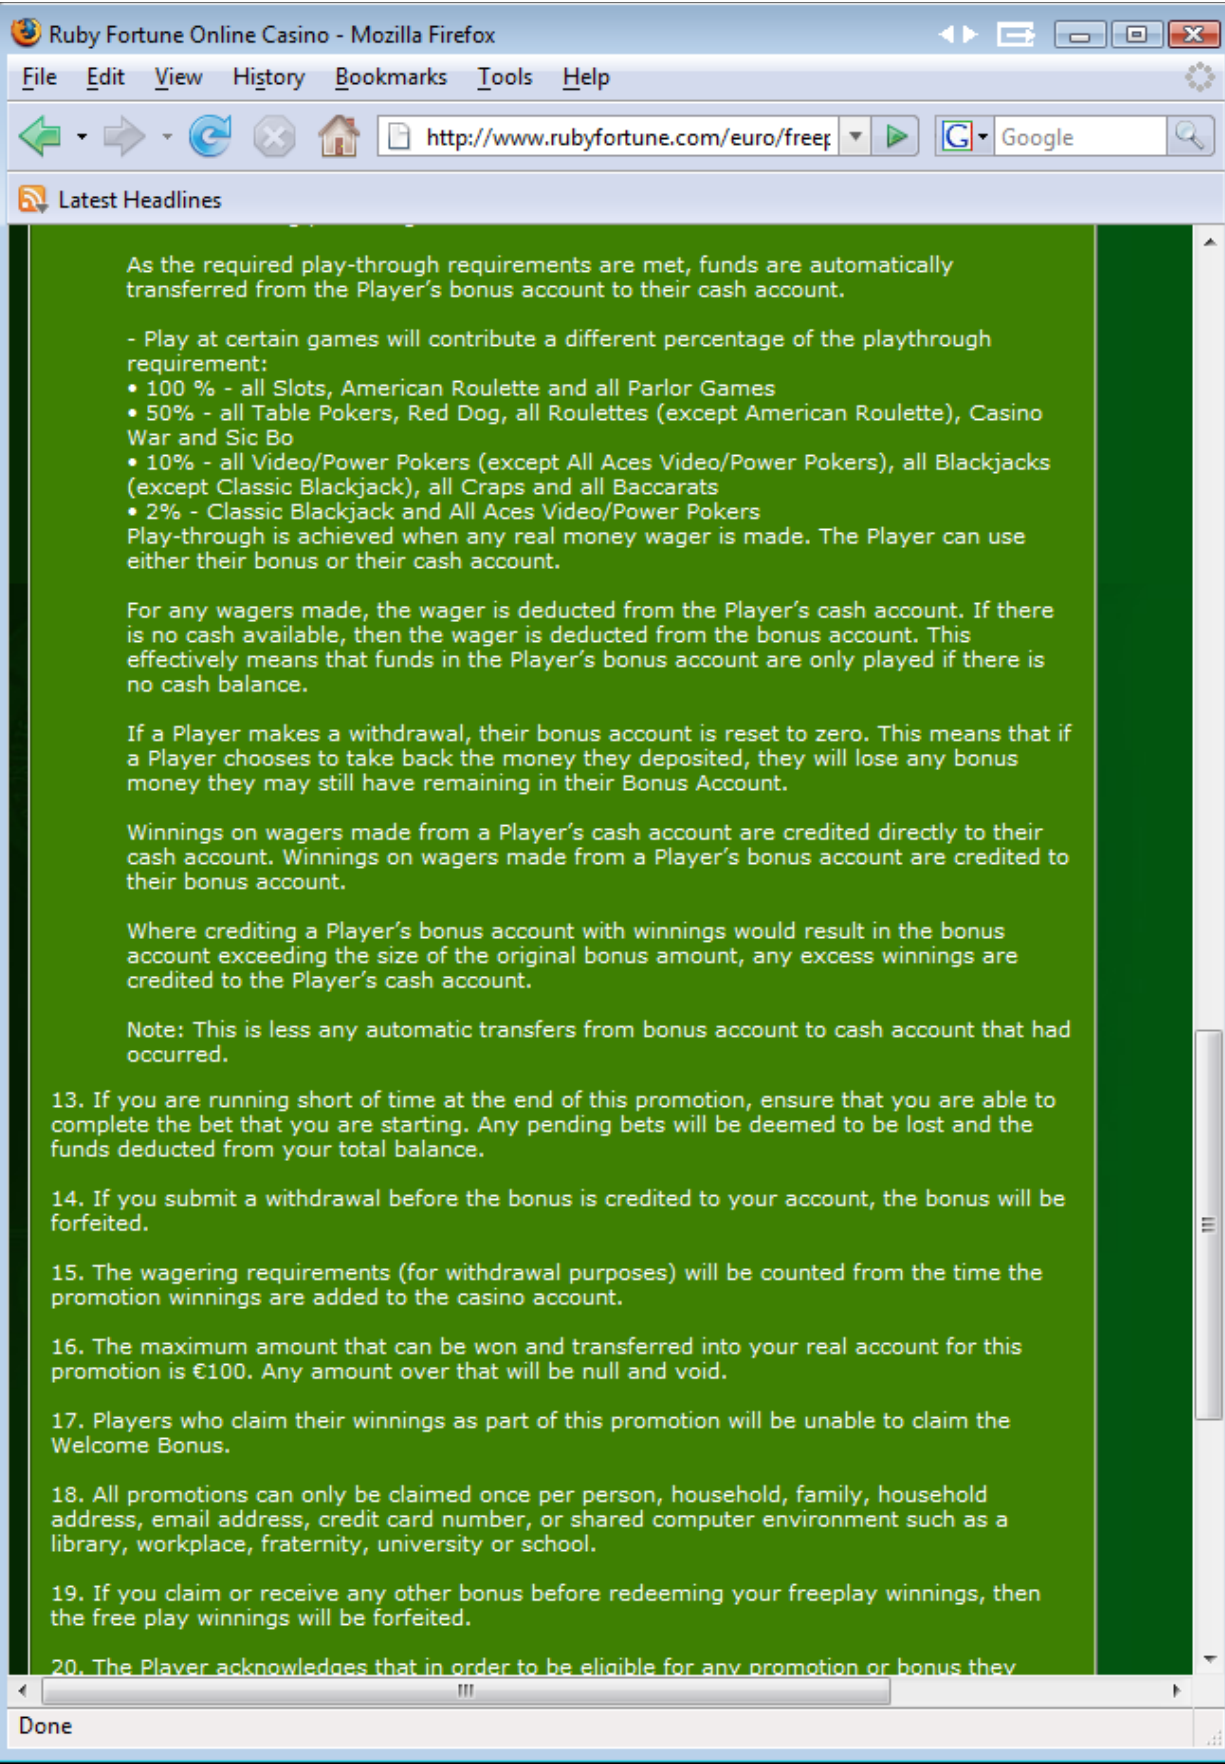 Ruby Fortune Online Casino - Mozilla Firefox
File Edit View History Bookmarks Tools Help
http://www.rubyfortune.com/euro/freep
G Google
Latest Headlines
As the required play-through requirements are met, funds are automatically
transferred from the Player's bonus account to their cash account.
- Play at certain games will contribute a different percentage of the playthrough
requirement:
• 100 % - all Slots, American Roulette and all Parlor Games
• 50% - all Table Pokers, Red Dog, all Roulettes (except American Roulette), Casino
War and Sic Bo
• 10% - all Video/Power Pokers (except All Aces Video/Power Pokers), all Blackjacks
(except Classic Blackjack), all Craps and all Baccarats
• 2% - Classic Blackjack and All Aces Video/Power Pokers
Play-through is achieved when any real money wager is made. The Player can use
either their bonus or their cash account.
For any wagers made, the wager is deducted from the Player's cash account. If there
is no cash available, then the wager is deducted from the bonus account. This
effectively means that funds in the Player's bonus account are only played if there is
no cash balance.
If a Player makes a withdrawal, their bonus account is reset to zero. This means that if
a Player chooses to take back the money they deposited, they will lose any bonus
money they may still have remaining in their Bonus Account.
Winnings on wagers made from a Player's cash account are credited directly to their
cash account. Winnings on wagers made from a Player's bonus account are credited to
their bonus account.
Where crediting a Player's bonus account with winnings would result in the bonus
account exceeding the size of the original bonus amount, any excess winnings are
credited to the Player's cash account.
Note: This is less any automatic transfers from bonus account to cash account that had
occurred.
13. If you are running short of time at the end of this promotion, ensure that you are able to
complete the bet that you are starting. Any pending bets will be deemed to be lost and the
funds deducted from your total balance.
14. If you submit a withdrawal before the bonus is credited to your account, the bonus will be
forfeited.
15. The wagering requirements (for withdrawal purposes) will be counted from the time the
promotion winnings are added to the casino account.
16. The maximum amount that can be won and transferred into your real account for this
promotion is €100. Any amount over that will be null and void.
17. Players who claim their winnings as part of this promotion will be unable to claim the
Welcome Bonus.
18. All promotions can only be claimed once per person, household, family, household
address, email address, credit card number, or shared computer environment such as a
library, workplace, fraternity, university or school.
19. If you claim or receive any other bonus before redeeming your freeplay winnings, then
the free play winnings will be forfeited.
20. The Player acknowledges that in order to be eligible for any promotion or bonus they
Done